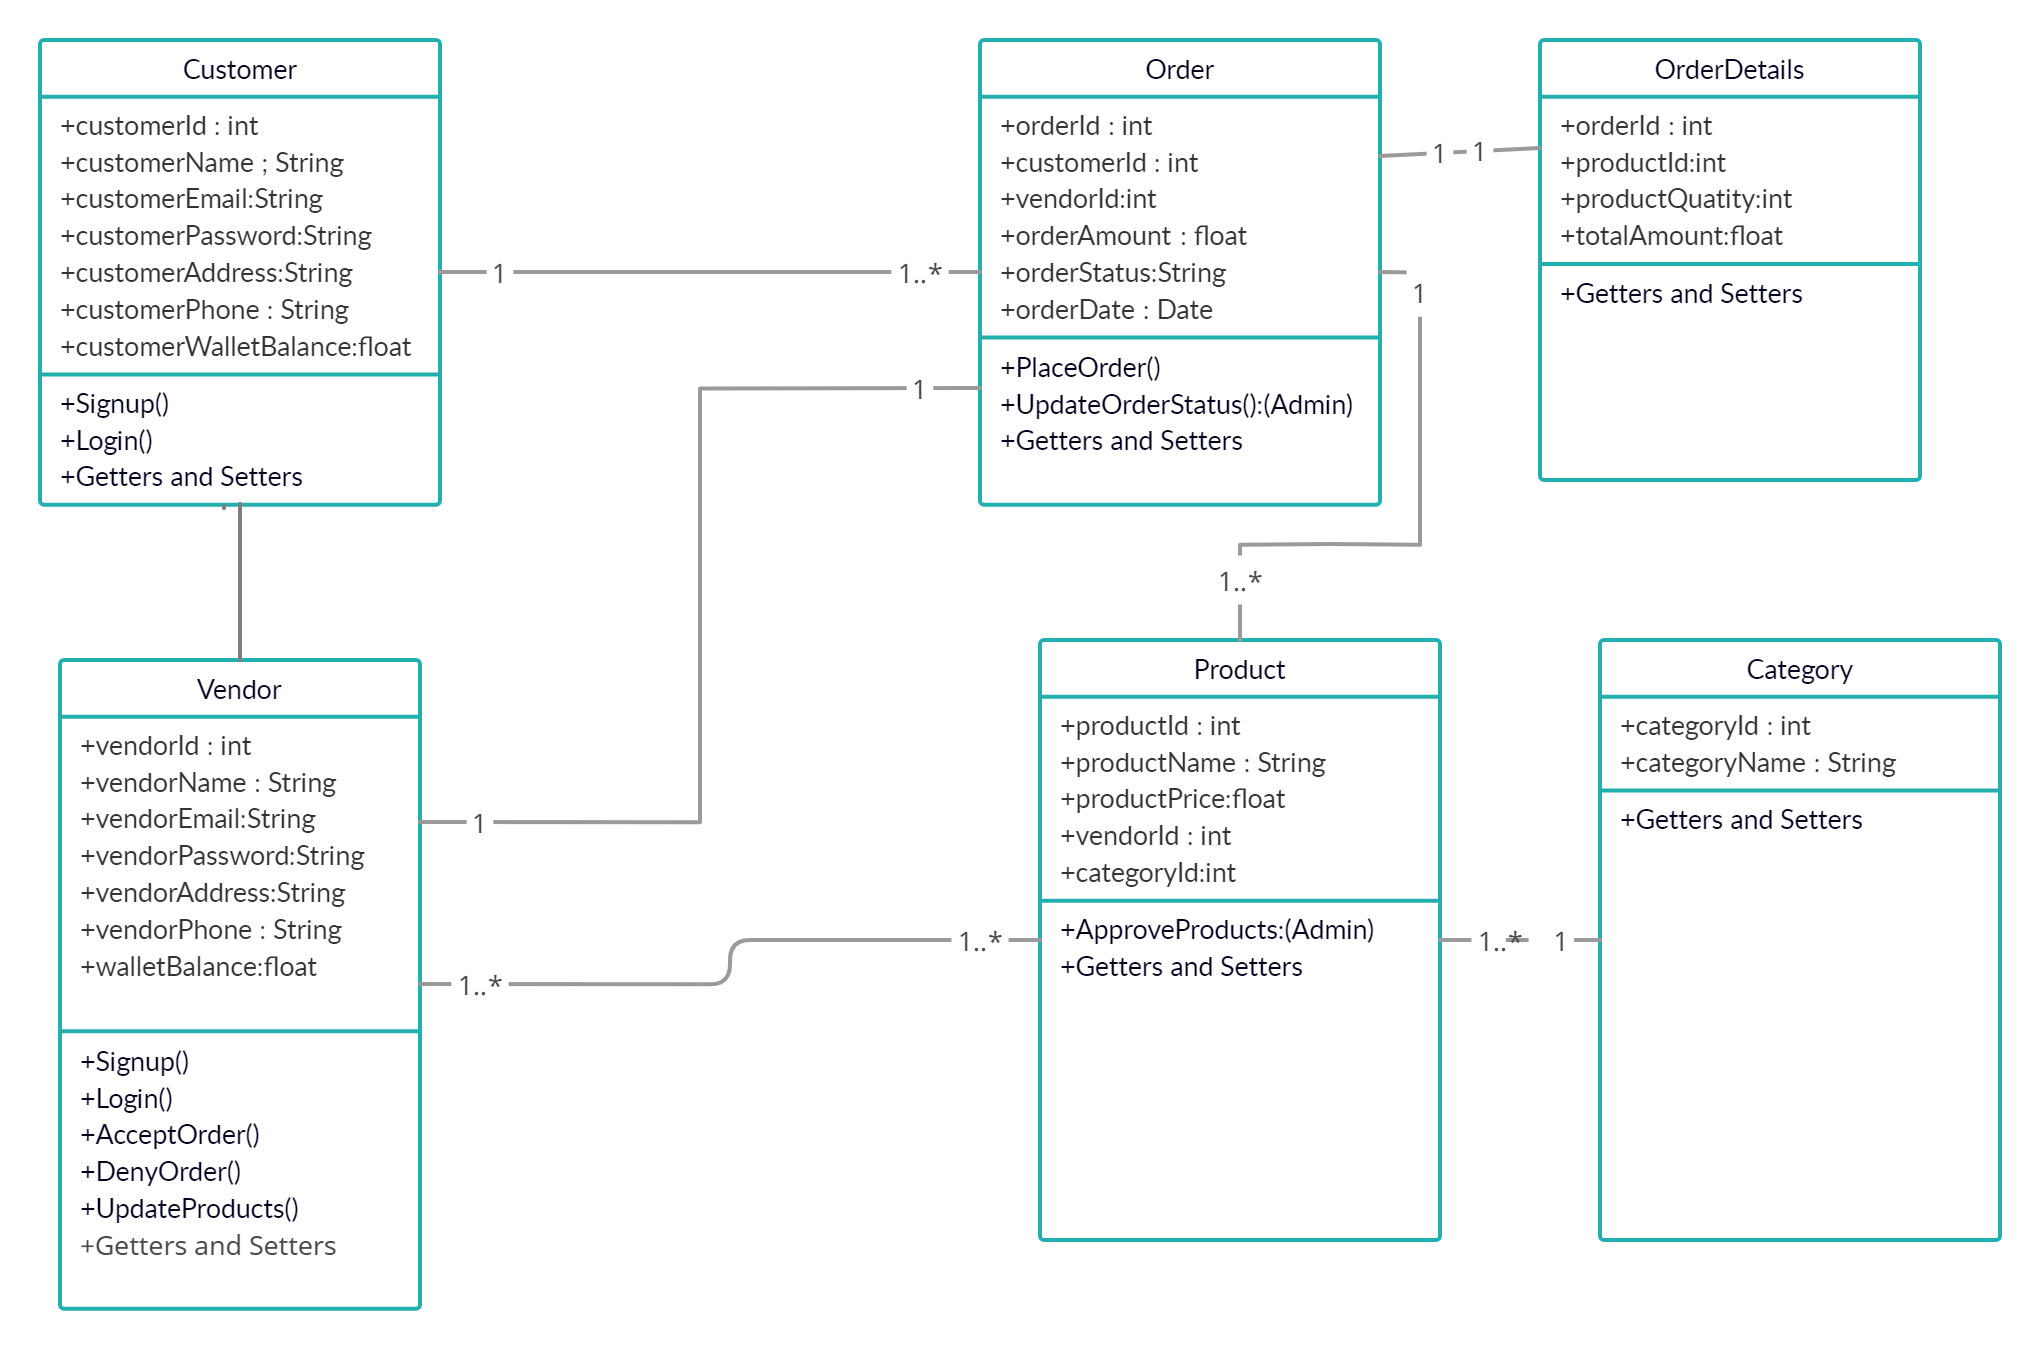 Customer
+customerId : int
+customerName ; String
+customerEmail:String
+customerPassword:String
+customerAddress:String
+customerPhone : String
+customerWalletBalance:float
+Signup()
+Login()
+Getters and Setters
1
1..*
Order
+orderId : int
+customerId : int
+vendorId:int
+orderAmount : float
+orderStatus:String
+orderDate : Date
+PlaceOrder()
+UpdateOrderStatus():(Admin)
+Getters and Setters
1
1
OrderDetails
+orderId : int
+productId:int
+productQuatity:int
+totalAmount:float
+Getters and Setters
1
1
1..*
Vendor
+vendorId : int
+vendorName : String
+vendorEmail:String
+vendorPassword:String
+vendorAddress:String
+vendorPhone : String
+walletBalance:float
+Signup()
+Login()
+AcceptOrder()
+DenyOrder()
+UpdateProducts()
+Getters and Setters
1
1..*
1..*
Product
+productId : int
+productName : String
+productPrice:float
+vendorId : int
+categoryId:int
+ApproveProducts:(Admin)
+Getters and Setters
1..*
1
Category
+categoryId : int
+categoryName : String
+Getters and Setters